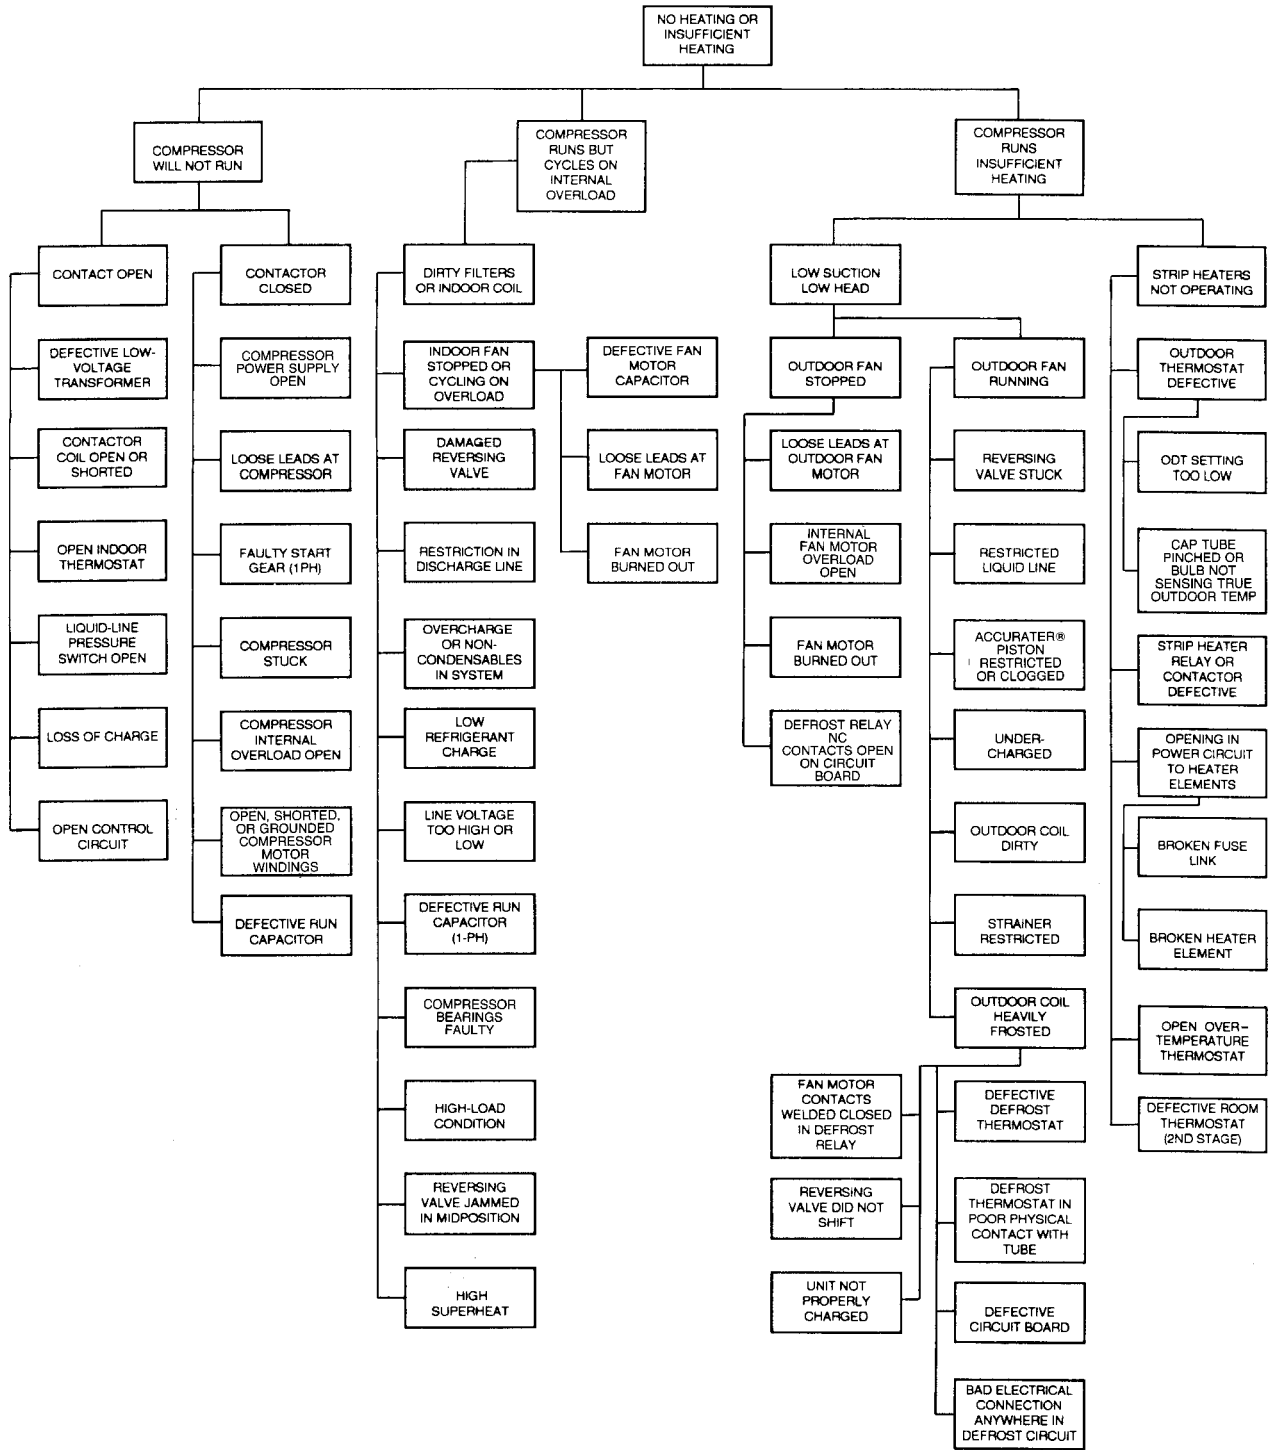 NO HEATING OR
INSUFFICIENT
HEATING
COMPRESSOR
WILL NOT RUN
COMPRESSOR
RUNS BUT
CYCLES ON
INTERNAL
OVERLOAD
COMPRESSOR
RUNS
INSUFFICIENT
HEATING
CONTACT OPEN
DEFECTIVE LOW-
VOLTAGE
TRANSFORMER
CONTACTOR
COIL OPEN OR
SHORTED
OPEN INDOOR
THERMOSTAT
LIQUID-LINE
PRESSURE
SWITCH OPEN
LOSS OF CHARGE
OPEN CONTROL
CIRCUIT
CONTACTOR
CLOSED
COMPRESSOR
POWER SUPPLY
OPEN
LOOSE LEADS AT
COMPRESSOR
FAULTY START
GEAR (1PH)
COMPRESSOR
STUCK
COMPRESSOR
INTERNAL
OVERLOAD OPEN
OPEN, SHORTED,
OR GROUNDED
COMPRESSOR
MOTOR
WINDINGS
DEFECTIVE RUN
CAPACITOR
DIRTY FILTERS
OR INDOOR COIL
INDOOR FAN
STOPPED OR
CYCLING ON
OVERLOAD
DAMAGED
REVERSING
VALVE
RESTRICTION IN
DISCHARGE LINE
OVERCHARGE
OR NON-
CONDENSABLES
IN SYSTEM
LOW
REFRIGERANT
CHARGE
LINE VOLTAGE
TOO HIGH OR
LOW
DEFECTIVE RUN
CAPACITOR
(1-PH)
COMPRESSOR
BEARINGS
FAULTY
HIGH-LOAD
CONDITION
REVERSING
VALVE JAMMED
IN MIDPOSITION
HIGH
SUPERHEAT
DEFECTIVE FAN
MOTOR
CAPACITOR
LOOSE LEADS AT
FAN MOTOR
FAN MOTOR
BURNED OUT
LOW SUCTION
LOW HEAD
OUTDOOR FAN
STOPPED
LOOSE LEADS AT
OUTDOOR FAN
MOTOR
INTERNAL
FAN MOTOR
OVERLOAD
OPEN
FAN MOTOR
BURNED OUT
DEFROST RELAY
NC
CONTACTS OPEN
ON CIRCUIT
BOARD
OUTDOOR FAN
RUNNING
REVERSING
VALVE STUCK
RESTRICTED
LIQUID LINE
ACCURATER®
PISTON
RESTRICTED
OR CLOGGED
UNDER-
CHARGED
OUTDOOR COIL
DIRTY
STRAINER
RESTRICTED
OUTDOOR COIL
HEAVILY
FROSTED
FAN MOTOR
CONTACTS
WELDED CLOSED
IN DEFROST
RELAY
REVERSING
VALVE DID NOT
SHIFT
UNIT NOT
PROPERLY
CHARGED
DEFECTIVE
DEFROST
THERMOSTAT
DEFROST
THERMOSTAT IN
POOR PHYSICAL
CONTACT WITH
TUBE
DEFECTIVE
CIRCUIT BOARD
BAD ELECTRICAL
CONNECTION
ANYWHERE IN
DEFROST CIRCUIT
STRIP HEATERS
NOT OPERATING
OUTDOOR
THERMOSTAT
DEFECTIVE
ODT SETTING
TOO LOW
CAP TUBE
PINCHED OR
BULB NOT
SENSING TRUE
OUTDOOR TEMP
STRIP HEATER
RELAY OR
CONTACTOR
DEFECTIVE
OPENING IN
POWER CIRCUIT
TO HEATER
ELEMENTS
BROKEN FUSE
LINK
BROKEN HEATER
ELEMENT
OPEN OVER-
TEMPERATURE
THERMOSTAT
DEFECTIVE ROOM
THERMOSTAT
(2ND STAGE)